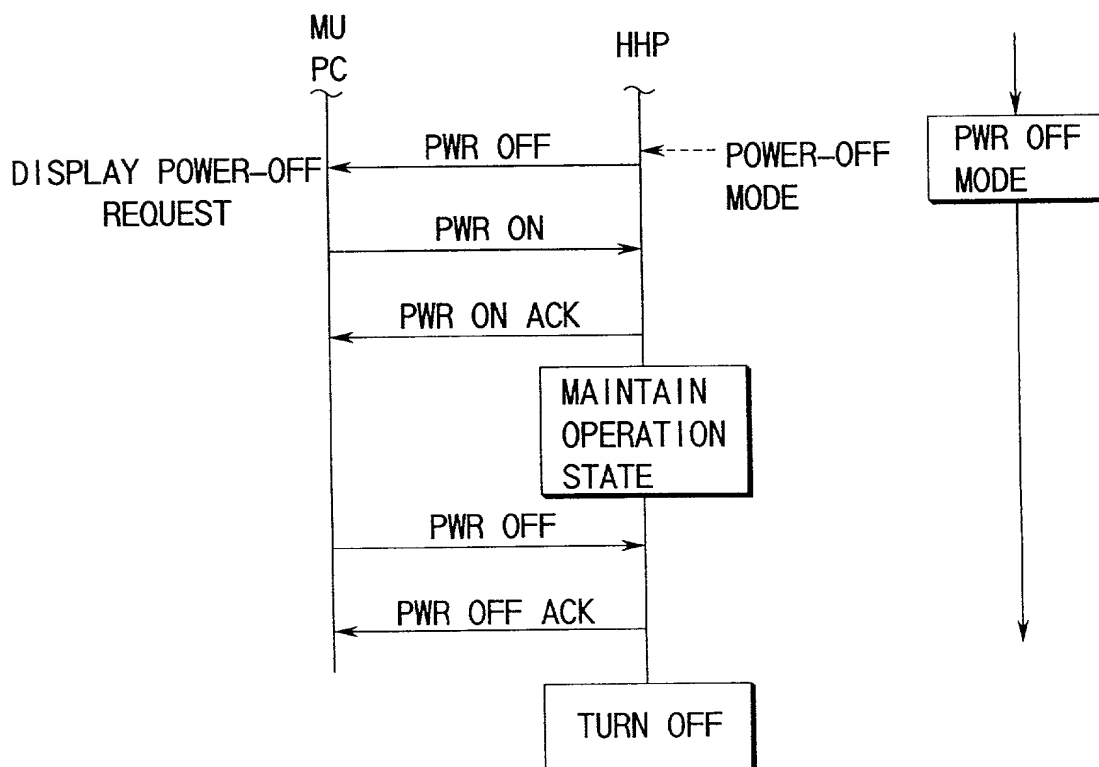 MU
PC
HHP
PWR OFF
POWER-OFF
MODE
PWR OFF
MODE
DISPLAY POWER-OFF
REQUEST
PWR ON
PWR ON ACK
MAINTAIN
OPERATION
STATE
PWR OFF
PWR OFF ACK
TURN OFF